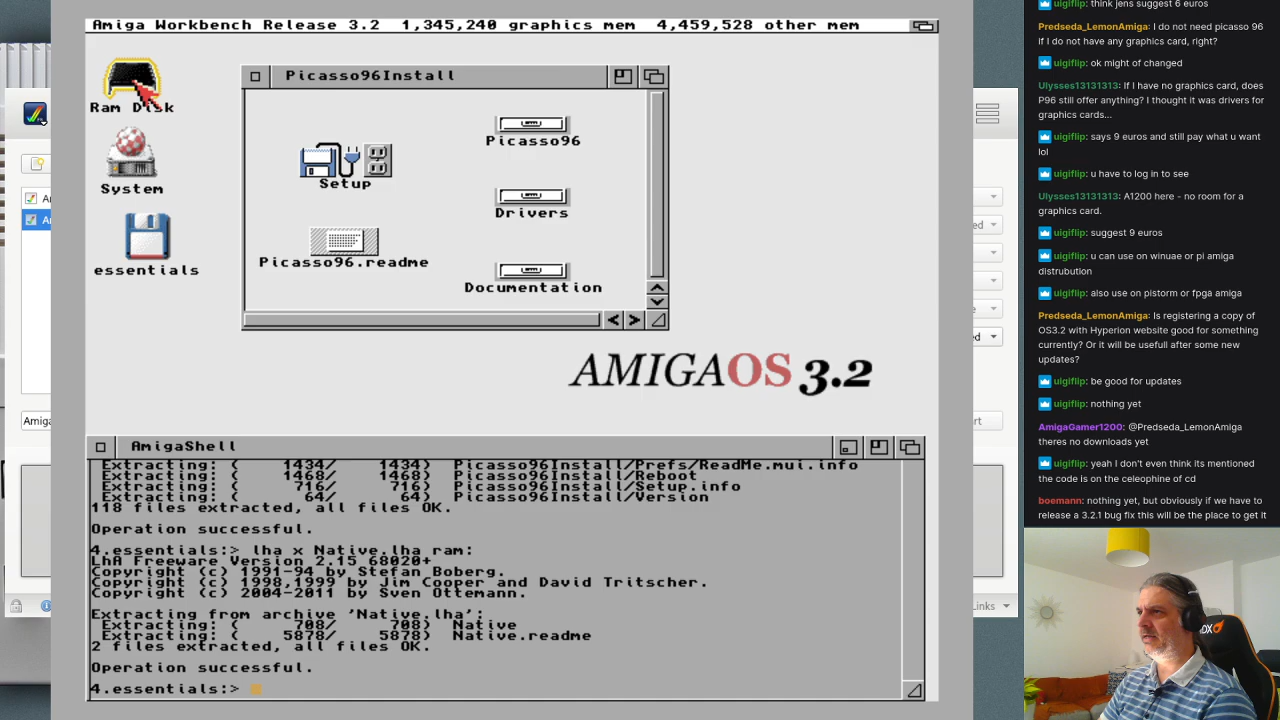 Amiga Workbench Release 3.2  1,345,240 graphics mem  4,459,528 other mem
Ram Disk
System
essentials
Picasso96Install
Setup
Picasso96.readme
Picasso96
Drivers
Documentation
AMIGAOS 3.2
AmigaShell
Extracting: (    1434/    1434)  Picasso96Install/Prefs/ReadMe.mui.info
Extracting: (    1468/    1468)  Picasso96Install/Reboot
Extracting: (     716/     716)  Picasso96Install/Setup.info
Extracting: (      64/      64)  Picasso96Install/Version
118 files extracted, all files OK.
Operation successful.
4.essentials:> lha x Native.lha ram:
LhA Freeware Version 2.15 68020+
Copyright (c) 1991-94 by Stefan Boberg.
Copyright (c) 1998,1999 by Jim Cooper and David Tritscher.
Copyright (c) 2004-2011 by Sven Ottemann.
Extracting from archive 'Native.lha':
Extracting: (     708/     708)  Native
Extracting: (    5878/    5878)  Native.readme
2 files extracted, all files OK.
Operation successful.
4.essentials:>
Amiga
Links
uigiflip: think jens suggest 6 euros
Predseda_LemonAmiga: I do not need picasso 96
if I do not have any graphics card, right?
uigiflip: ok might of changed
Ulysses13131313: If I have no graphics card, does
P96 still offer anything? I thought it was drivers for
graphics cards...
uigiflip: says 9 euros and still pay what u want
lol
uigiflip: u have to log in to see
Ulysses13131313: A1200 here - no room for a
graphics card.
uigiflip: suggest 9 euros
uigiflip: u can use on winuae or pi amiga
distrubution
uigiflip: also use on pistorm or fpga amiga
Predseda_LemonAmiga: Is registering a copy of
OS3.2 with Hyperion website good for something
currently? Or it will be usefull after some new
updates?
uigiflip: be good for updates
uigiflip: nothing yet
AmigaGamer1200: @Predseda_LemonAmiga
theres no downloads yet
uigiflip: yeah I don't even think its mentioned
the code is on the celeophine of cd
boemann: nothing yet, but obviously if we have to
release a 3.2.1 bug fix this will be the place to get it